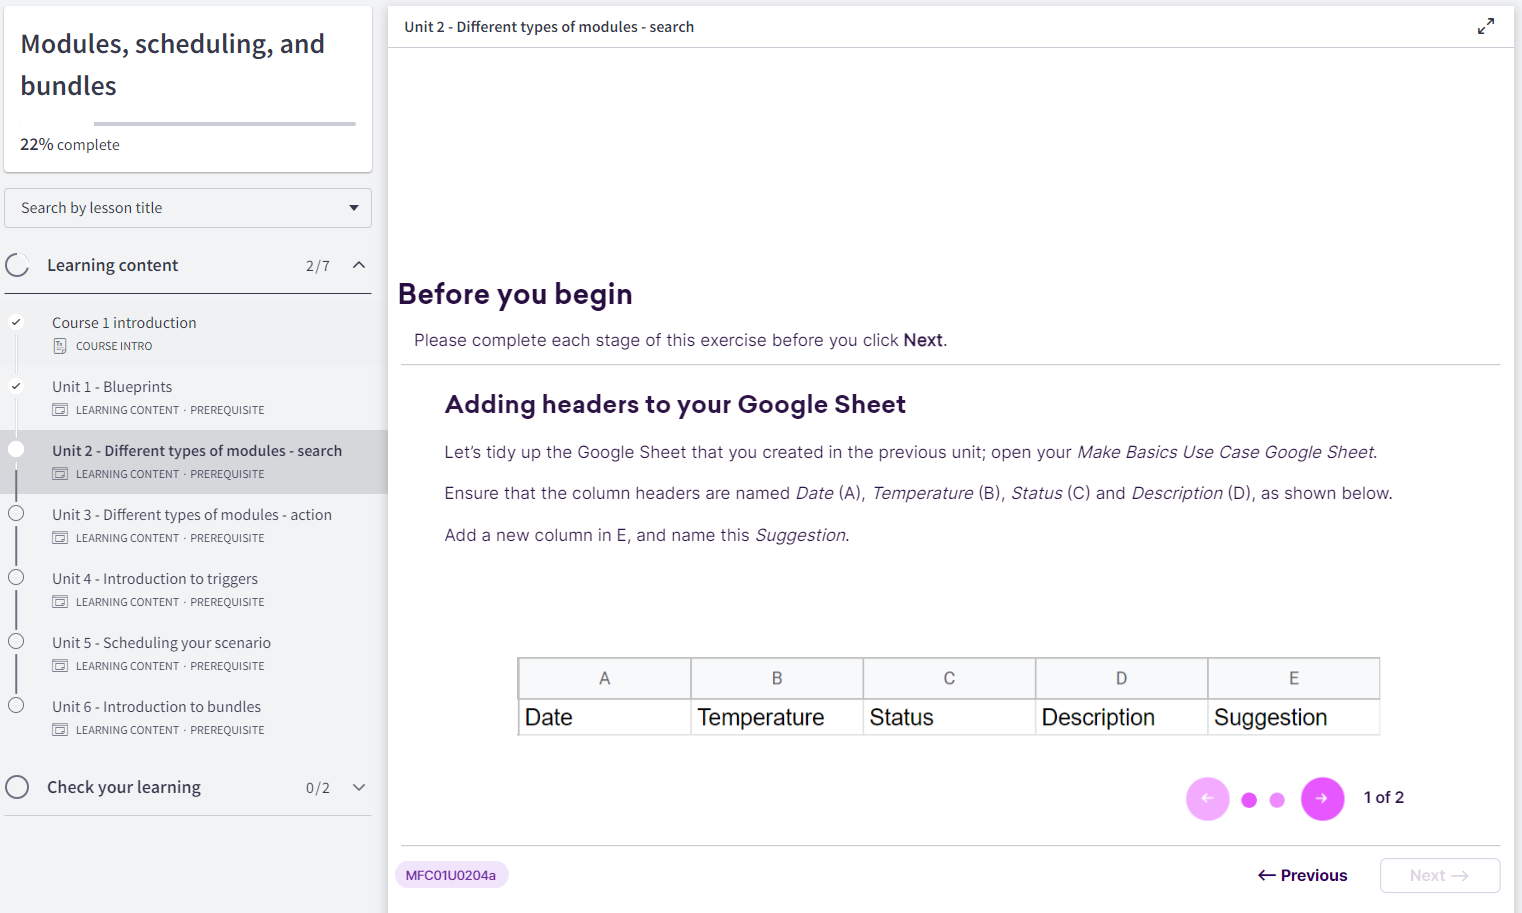 Modules, scheduling, and
bundles
22% complete
Search by lesson title
Learning content 2/7
Course 1 introduction
COURSE INTRO
Unit 1 - Blueprints
LEARNING CONTENT · PREREQUISITE
Unit 2 - Different types of modules - search
LEARNING CONTENT · PREREQUISITE
Unit 3 - Different types of modules - action
LEARNING CONTENT · PREREQUISITE
Unit 4 - Introduction to triggers
LEARNING CONTENT · PREREQUISITE
Unit 5 - Scheduling your scenario
LEARNING CONTENT · PREREQUISITE
Unit 6 - Introduction to bundles
LEARNING CONTENT · PREREQUISITE
Check your learning 0/2
Unit 2 - Different types of modules - search
Before you begin
Please complete each stage of this exercise before you click Next.
Adding headers to your Google Sheet
Let’s tidy up the Google Sheet that you created in the previous unit; open your Make Basics Use Case Google Sheet.
Ensure that the column headers are named Date (A), Temperature (B), Status (C) and Description (D), as shown below.
Add a new column in E, and name this Suggestion.
A B C D E
Date Temperature Status Description Suggestion
← → 1 of 2
MFC01U0204a
← Previous Next →